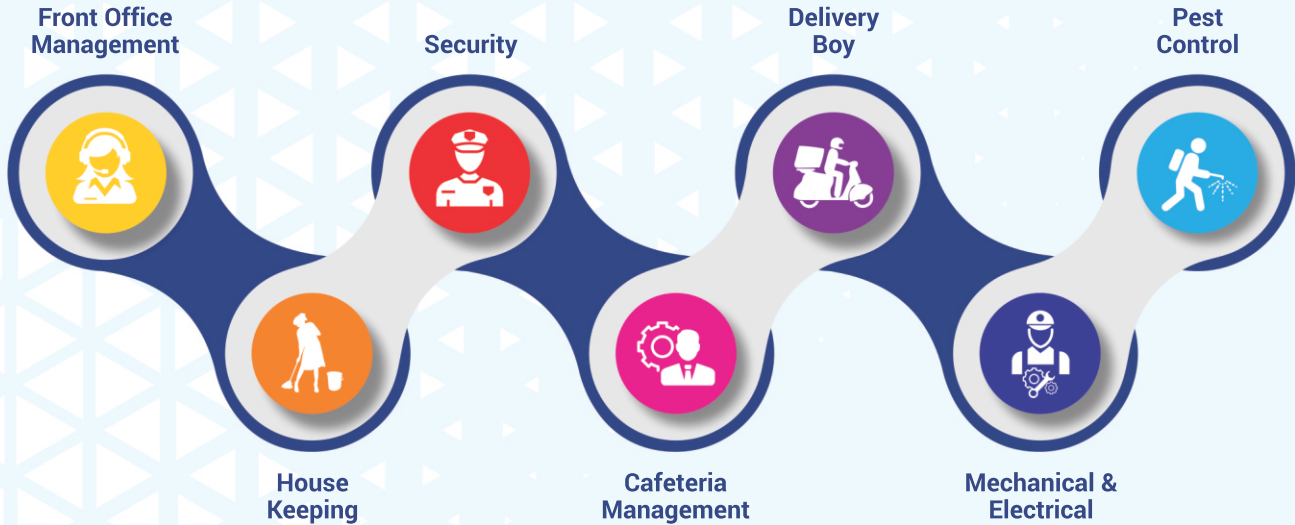 Front Office
Management
Security
Delivery
Boy
Pest
Control
House
Keeping
Cafeteria
Management
Mechanical &
Electrical